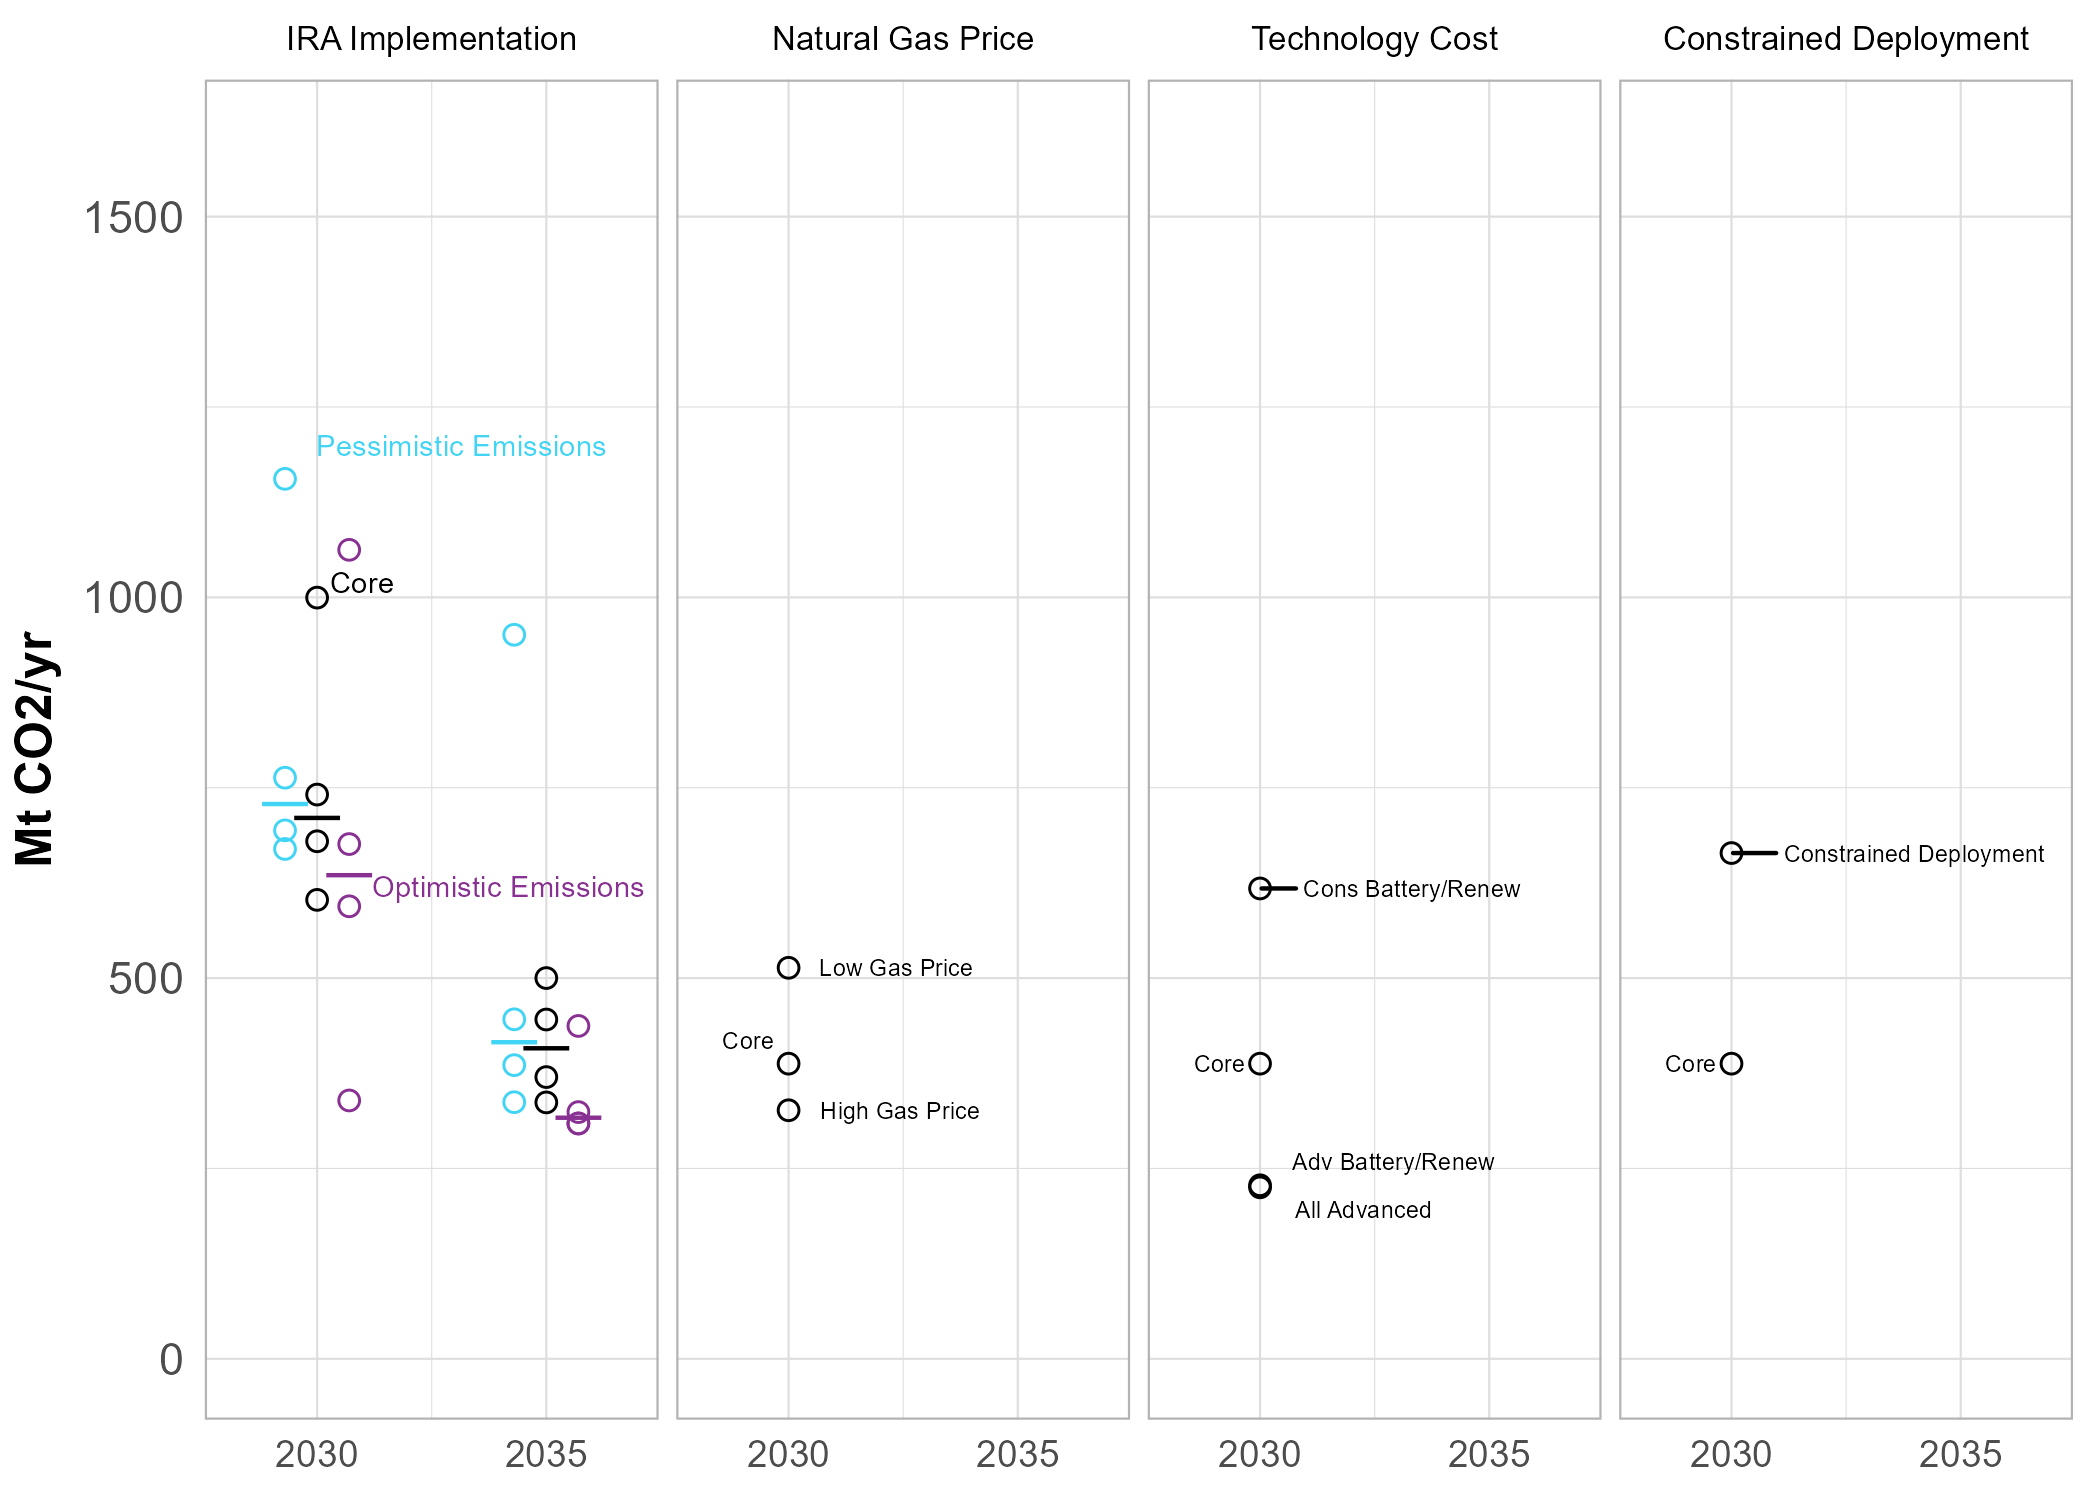 IRA Implementation
Natural Gas Price
Technology Cost
Constrained Deployment
Mt CO2/yr
1500
1000
500
0
Pessimistic Emissions
Core
Optimistic Emissions
Low Gas Price
Core
High Gas Price
Cons Battery/Renew
Core
Adv Battery/Renew
All Advanced
Constrained Deployment
Core
2030
2035
2030
2035
2030
2035
2030
2035